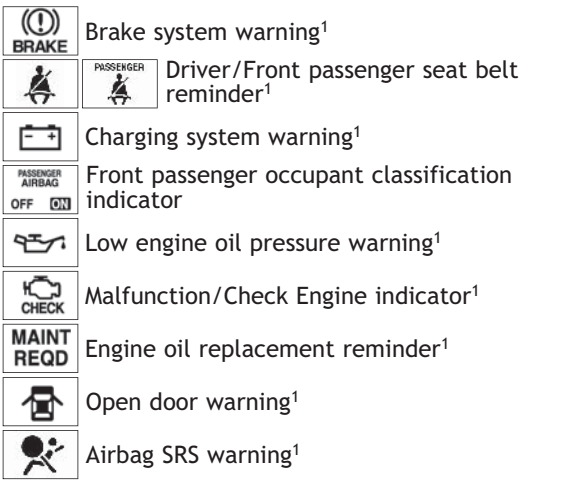 BRAKE Brake system warning¹
PASSENGER Driver/Front passenger seat belt
reminder¹
Charging system warning¹
PASSENGER
AIRBAG Front passenger occupant classification
OFF ON indicator
Low engine oil pressure warning¹
CHECK Malfunction/Check Engine indicator¹
MAINT
REQD Engine oil replacement reminder¹
Open door warning¹
Airbag SRS warning¹